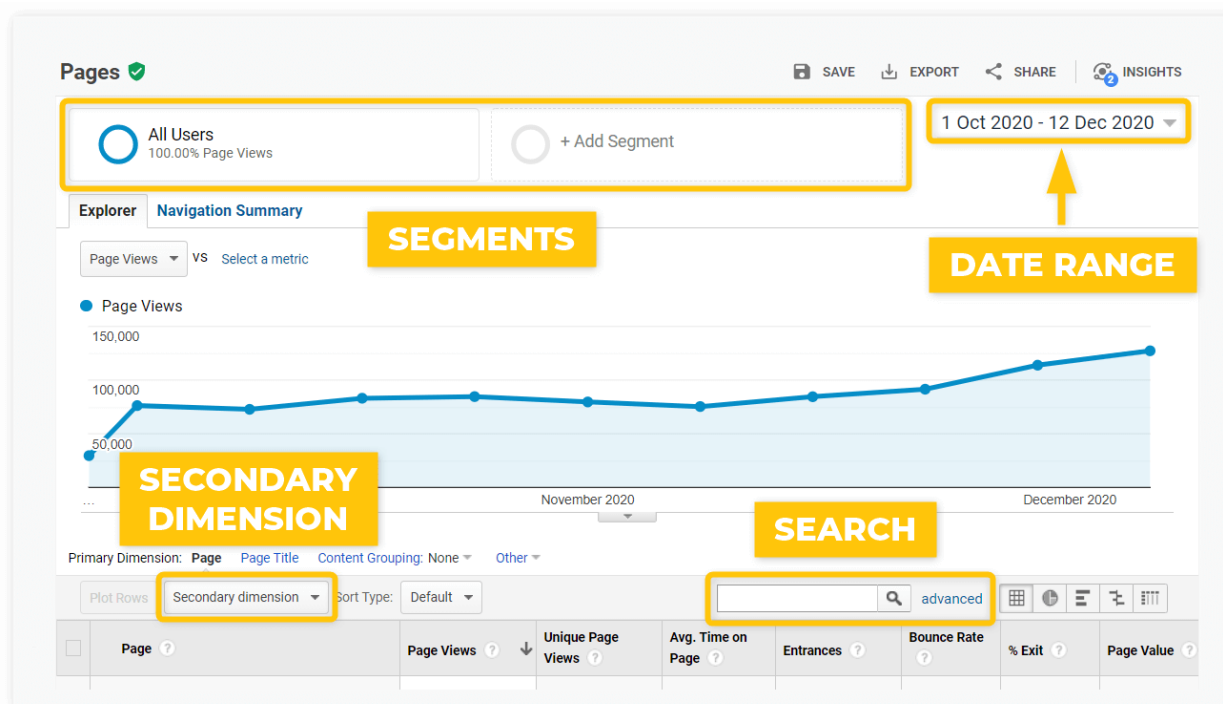 Pages
SAVE
EXPORT
SHARE
2
INSIGHTS
All Users
100.00% Page Views
+ Add Segment
1 Oct 2020 - 12 Dec 2020
Explorer
Navigation Summary
SEGMENTS
DATE RANGE
Page Views
VS
Select a metric
Page Views
150,000
100,000
50,000
...
November 2020
December 2020
SECONDARY
DIMENSION
SEARCH
Primary Dimension: Page Page Title Content Grouping: None Other
Plot Rows
Secondary dimension
Sort Type:
Default
advanced
Page ?
Page Views ?
Unique Page
Views ?
Avg. Time on
Page ?
Entrances ?
Bounce Rate
?
% Exit ?
Page Value ?